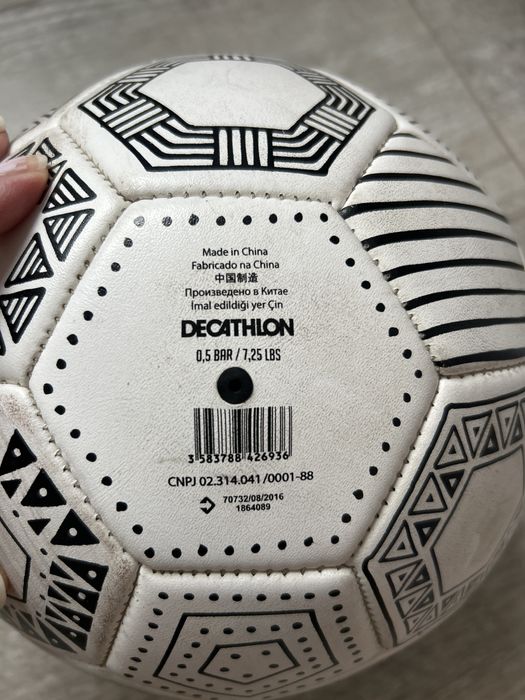 Made in China
Fabricado na China
中国制造
Произведено в Китае
İmal edildiği yer Çin
DECATHLON
0,5 BAR / 7,25 LBS
3 583788 426936
CNPJ 02.314.041/0001-88
70732/08/2016
1864089